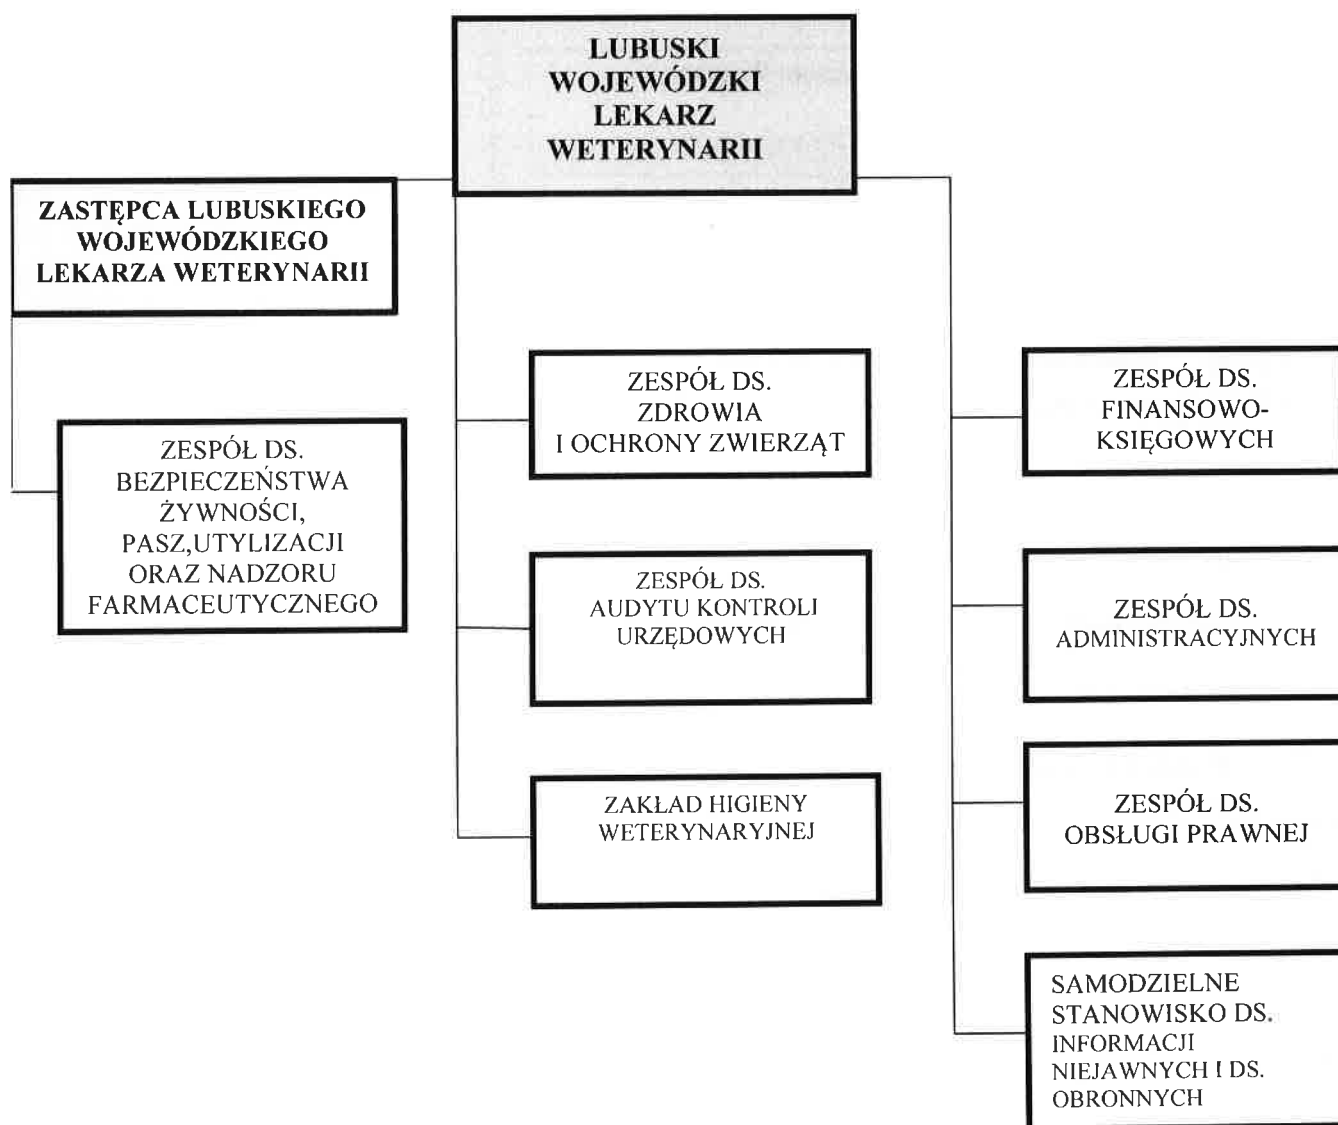 LUBUSKI
WOJEWÓDZKI
LEKARZ
WETERYNARII
ZASTĘPCA LUBUSKIEGO
WOJEWÓDZKIEGO
LEKARZA WETERYNARII
ZESPÓŁ DS.
BEZPIECZEŃSTWA
ŻYWNOŚCI,
PASZ,UTYLIZACJI
ORAZ NADZORU
FARMACEUTYCZNEGO
ZESPÓŁ DS.
ZDROWIA
I OCHRONY ZWIERZĄT
ZESPÓŁ DS.
AUDYTU KONTROLI
URZĘDOWYCH
ZAKŁAD HIGIENY
WETERYNARYJNEJ
ZESPÓŁ DS.
FINANSOWO-
KSIĘGOWYCH
ZESPÓŁ DS.
ADMINISTRACYJNYCH
ZESPÓŁ DS.
OBSŁUGI PRAWNEJ
SAMODZIELNE
STANOWISKO DS.
INFORMACJI
NIEJAWNYCH I DS.
OBRONNYCH